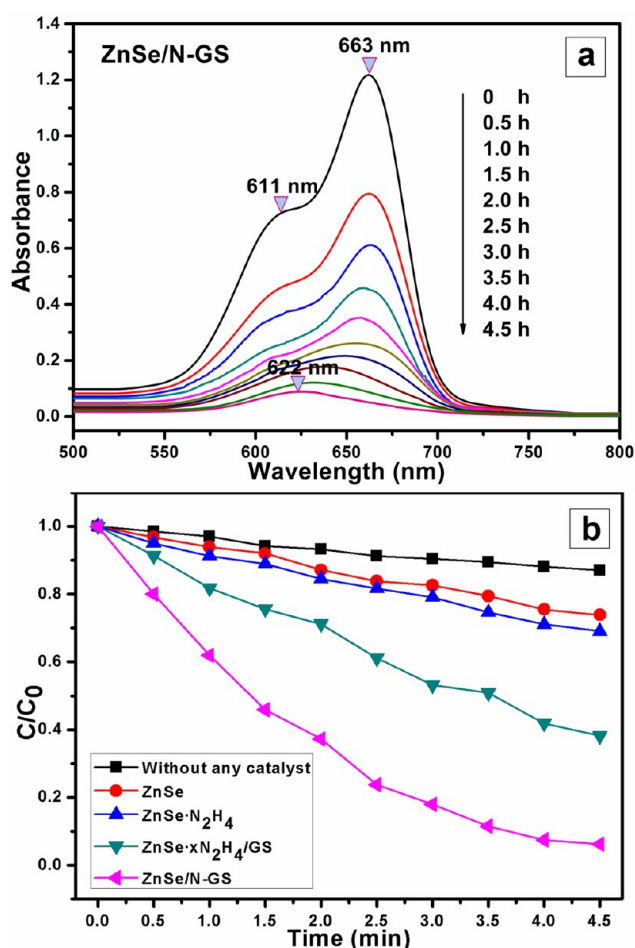 ZnSe/N-GS
663 nm
a
611 nm
622 nm
0 h
0.5 h
1.0 h
1.5 h
2.0 h
2.5 h
3.0 h
3.5 h
4.0 h
4.5 h
Absorbance
1.4
1.2
1.0
0.8
0.6
0.4
0.2
0.0
500 550 600 650 700 750 800
Wavelength (nm)
b
C/C₀
1.0
0.8
0.6
0.4
0.2
0.0
Without any catalyst
ZnSe
ZnSe·N₂H₄
ZnSe·xN₂H₄/GS
ZnSe/N-GS
0.0 0.5 1.0 1.5 2.0 2.5 3.0 3.5 4.0 4.5
Time (min)